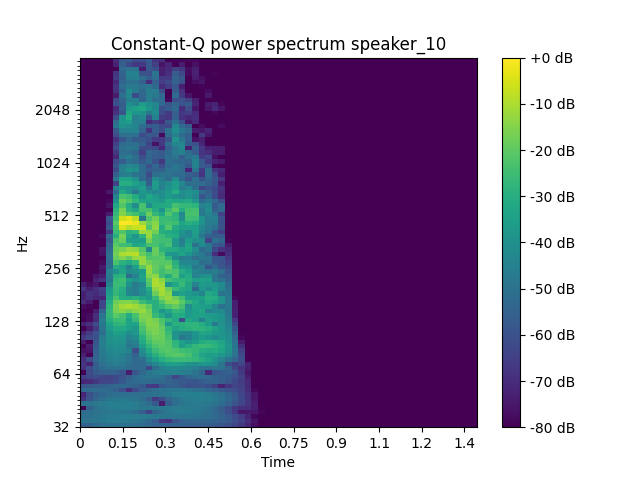 Constant-Q power spectrum speaker_10
Hz
2048
1024
512
256
128
64
32
0 0.15 0.3 0.45 0.6 0.75 0.9 1.1 1.2 1.4
Time
+0 dB
-10 dB
-20 dB
-30 dB
-40 dB
-50 dB
-60 dB
-70 dB
-80 dB